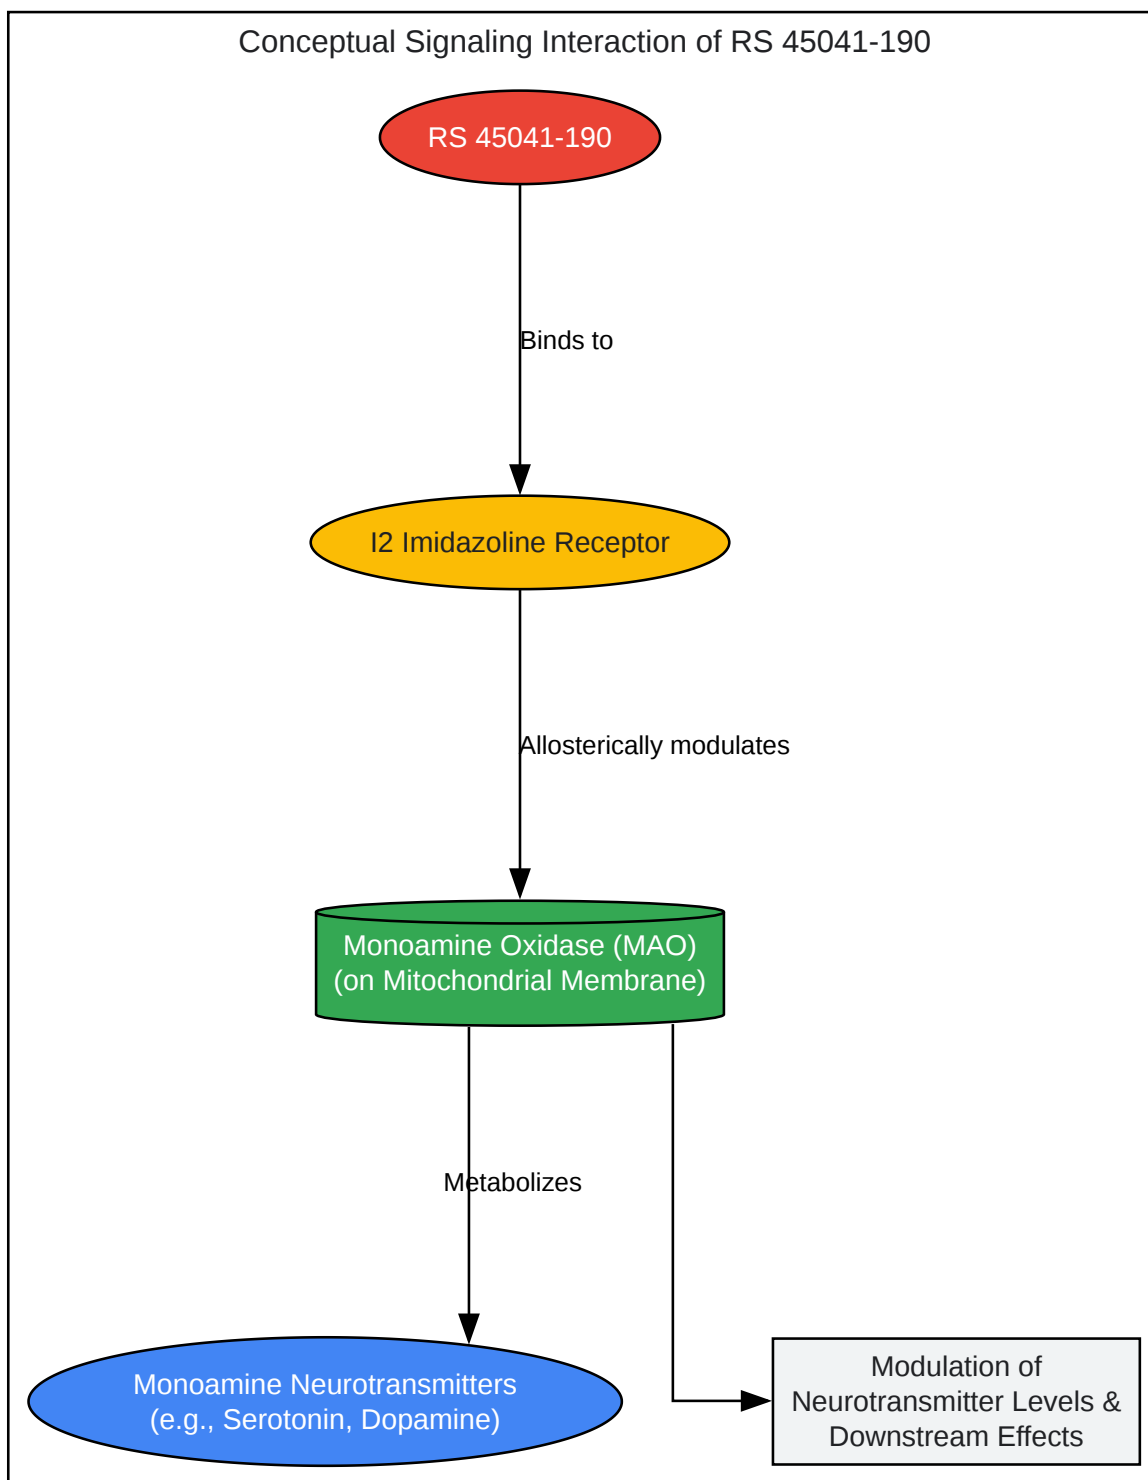 Conceptual Signaling Interaction of RS 45041-190
RS 45041-190
Binds to
I2 Imidazoline Receptor
Allosterically modulates
Monoamine Oxidase (MAO)
(on Mitochondrial Membrane)
Metabolizes
Monoamine Neurotransmitters
(e.g., Serotonin, Dopamine)
Modulation of
Neurotransmitter Levels &
Downstream Effects